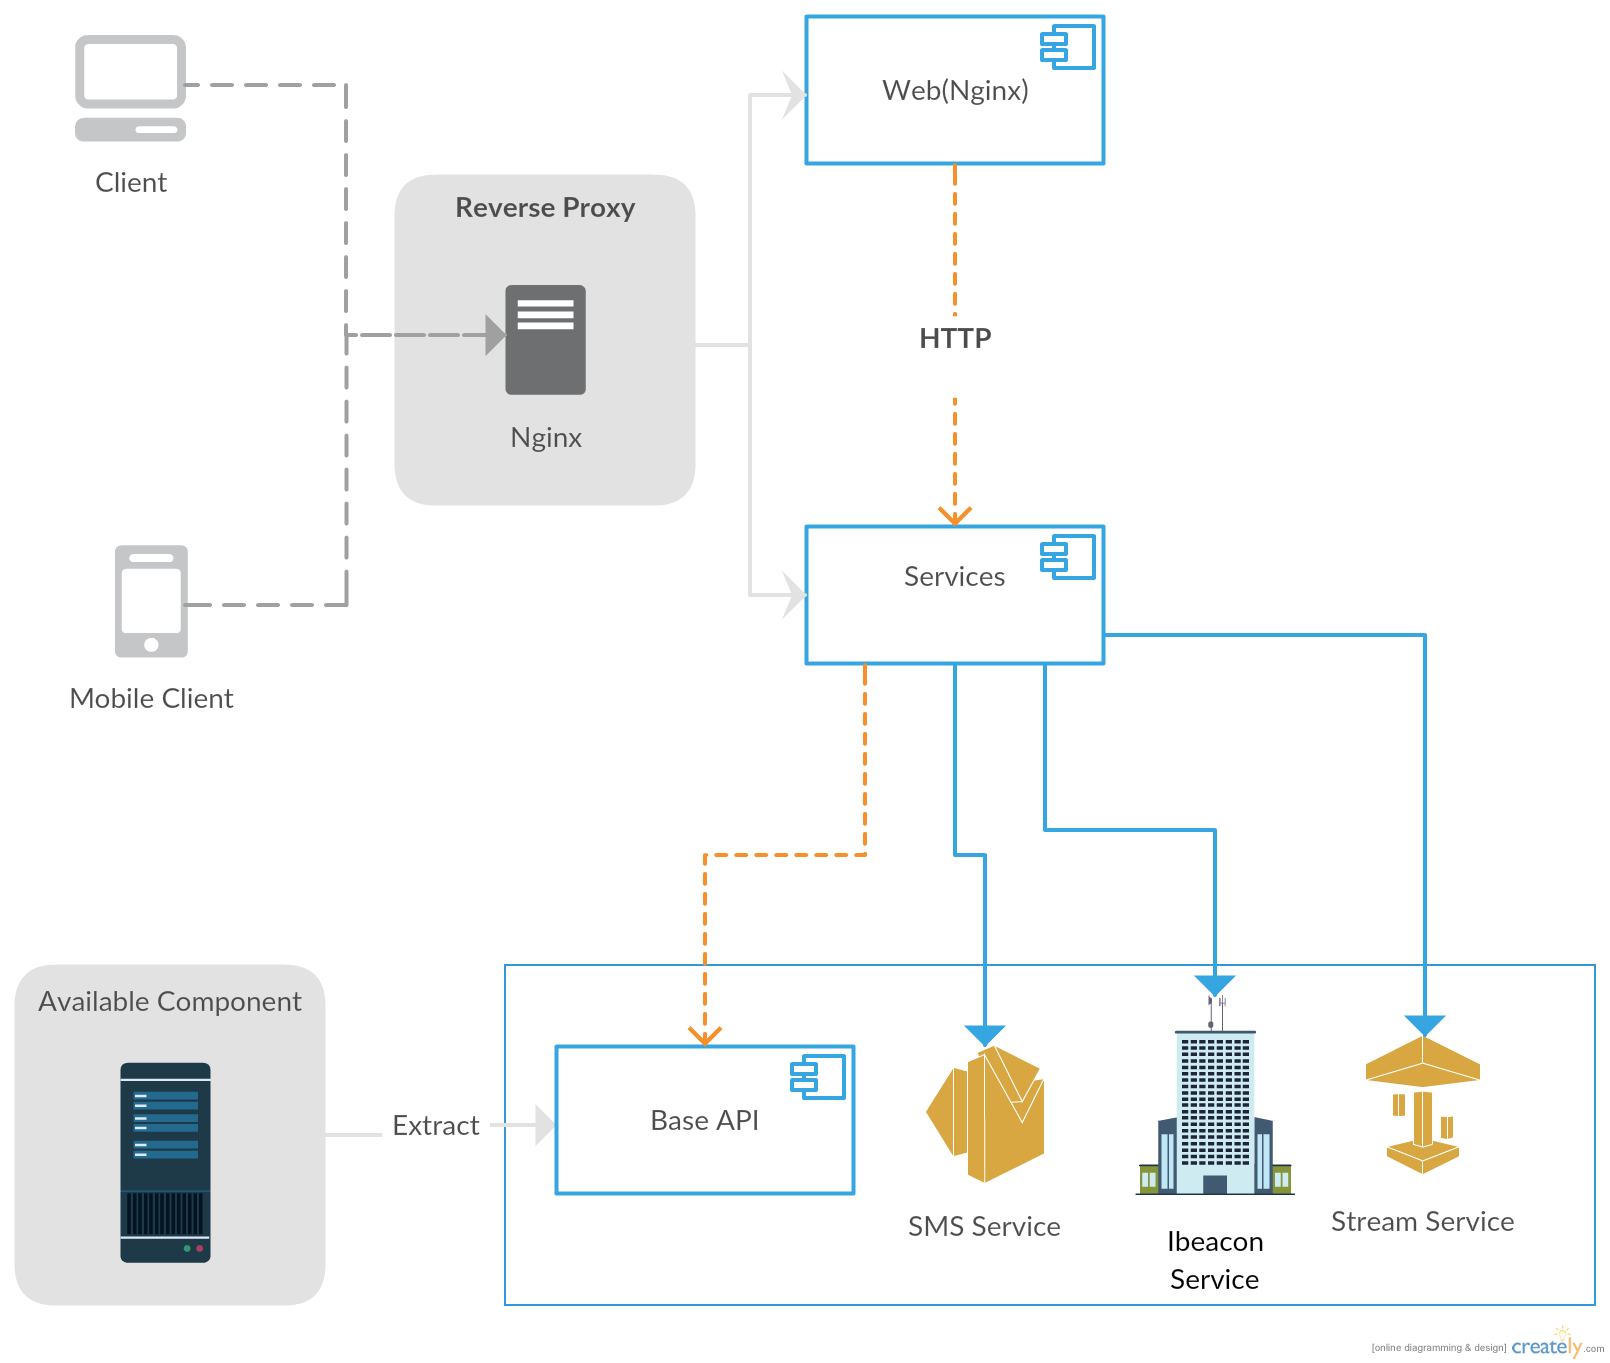 Web(Nginx)
Client
Reverse Proxy
HTTP
Nginx
Services
Mobile Client
Available Component
Extract
Base API
SMS Service
Ibeacon
Service
Stream Service
[online diagramming & design] creately.com